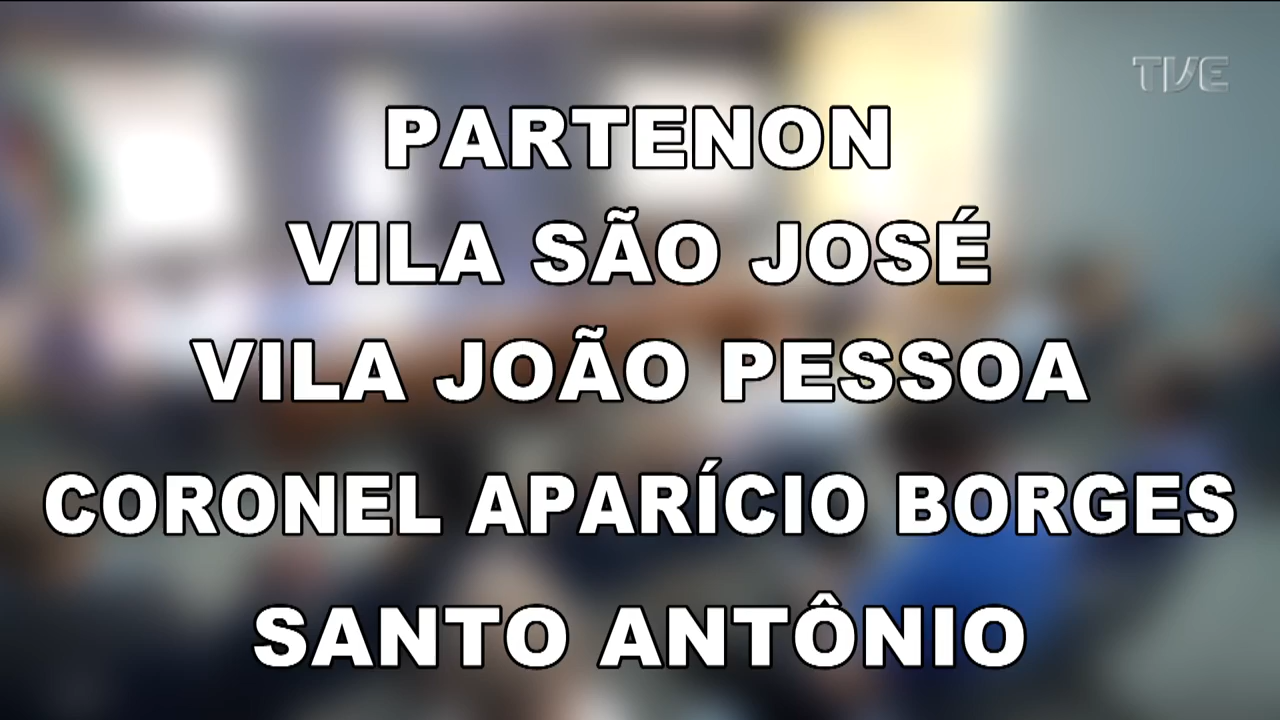 TVE
PARTENON
VILA SÃO JOSÉ
VILA JOÃO PESSOA
CORONEL APARÍCIO BORGES
SANTO ANTÔNIO